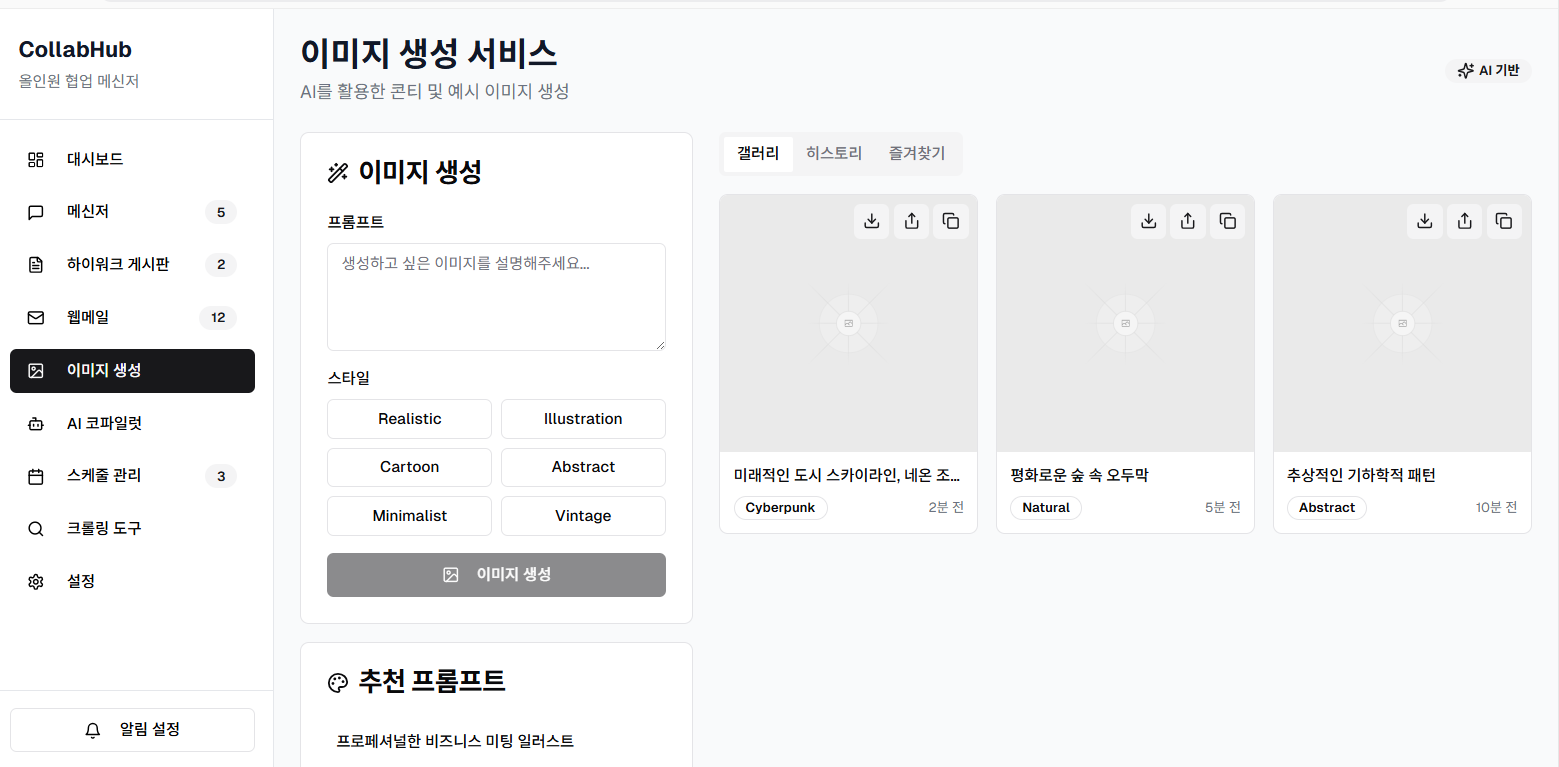 CollabHub
올인원 협업 메신저
대시보드
메신저 5
하이워크 게시판 2
웹메일 12
이미지 생성
AI 코파일럿
스케줄 관리 3
크롤링 도구
설정
알림 설정
이미지 생성 서비스
AI를 활용한 콘티 및 예시 이미지 생성
AI 기반
이미지 생성
프롬프트
생성하고 싶은 이미지를 설명해주세요...
스타일
Realistic Illustration
Cartoon Abstract
Minimalist Vintage
이미지 생성
추천 프롬프트
프로페셔널한 비즈니스 미팅 일러스트
갤러리 히스토리 즐겨찾기
미래적인 도시 스카이라인, 네온 조...
Cyberpunk 2분 전
평화로운 숲 속 오두막
Natural 5분 전
추상적인 기하학적 패턴
Abstract 10분 전